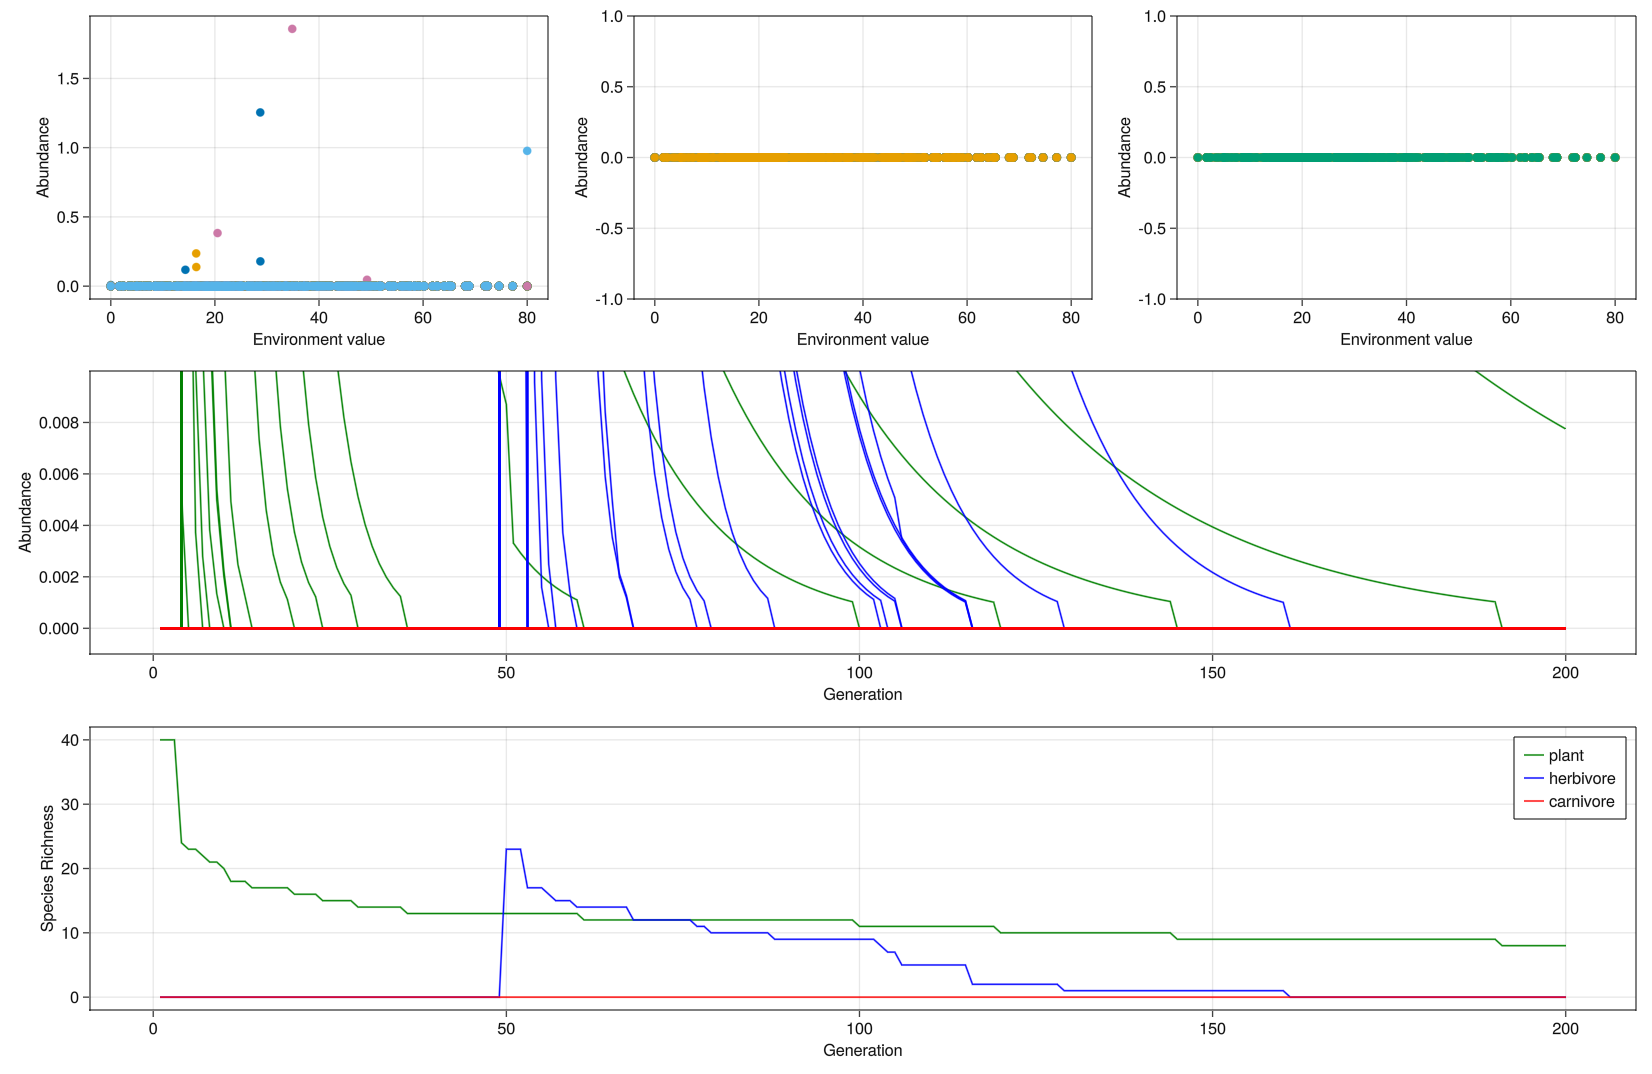 Abundance
1.5
1.0
0.5
0.0
0 20 40 60 80
Environment value
Abundance
1.0
0.5
0.0
-0.5
-1.0
0 20 40 60 80
Environment value
Abundance
1.0
0.5
0.0
-0.5
-1.0
0 20 40 60 80
Environment value
Abundance
0.008
0.006
0.004
0.002
0.000
0 50 100 150 200
Generation
Species Richness
40
30
20
10
0
plant
herbivore
carnivore
0 50 100 150 200
Generation